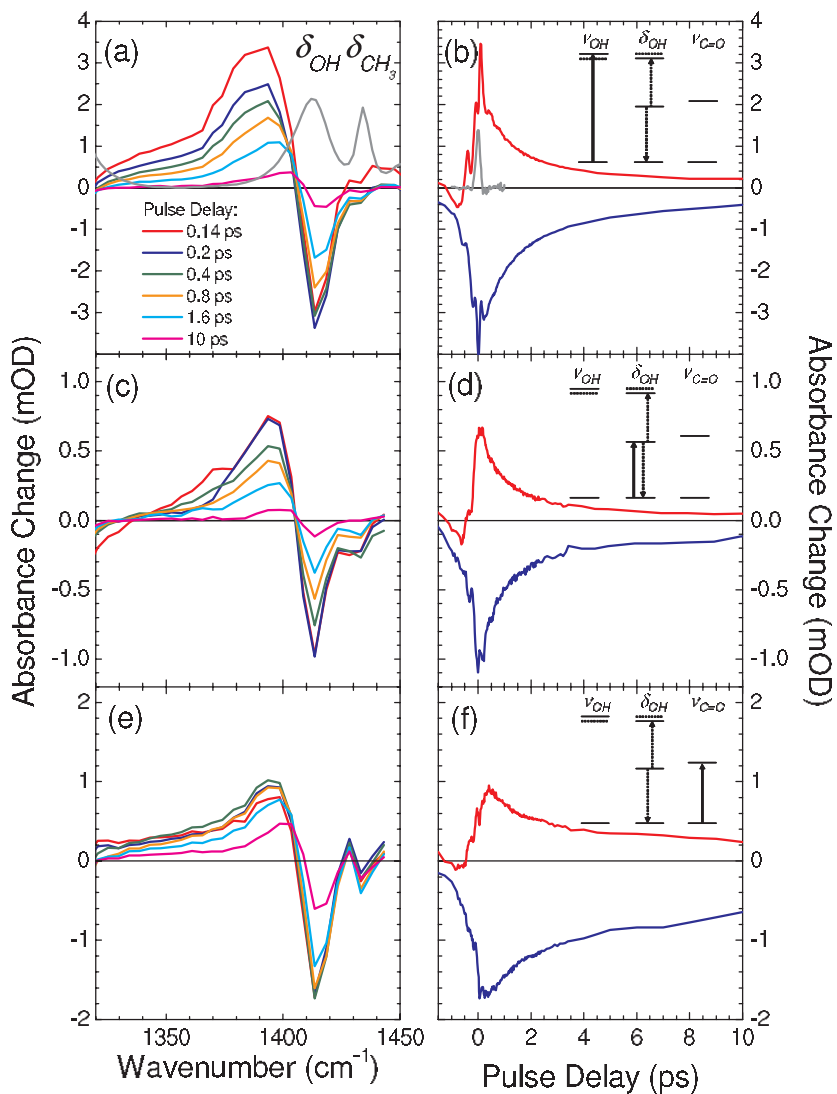 (a)
δOH δCH3
4
3
2
1
0
-1
-2
-3
Pulse Delay:
0.14 ps
0.2 ps
0.4 ps
0.8 ps
1.6 ps
10 ps
(b)
νOH δOH νC=O
4
3
2
1
0
-1
-2
-3
(c)
1.0
0.5
0.0
-0.5
-1.0
(d)
νOH δOH νC=O
1.0
0.5
0.0
-0.5
-1.0
(e)
2
1
0
-1
-2
(f)
νOH δOH νC=O
2
1
0
-1
-2
1350 1400 1450
0 2 4 6 8 10
Wavenumber (cm⁻¹)
Pulse Delay (ps)
Absorbance Change (mOD)
Absorbance Change (mOD)